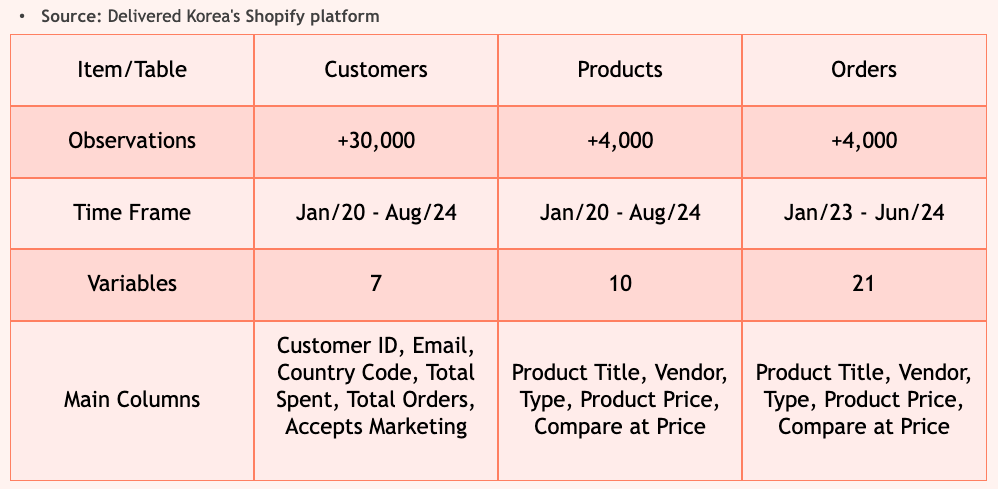 • Source: Delivered Korea's Shopify platform
Item/Table Customers Products Orders
Observations +30,000 +4,000 +4,000
Time Frame Jan/20 - Aug/24 Jan/20 - Aug/24 Jan/23 - Jun/24
Variables 7 10 21
Main Columns
Customer ID, Email,
Country Code, Total
Spent, Total Orders,
Accepts Marketing
Product Title, Vendor,
Type, Product Price,
Compare at Price
Product Title, Vendor,
Type, Product Price,
Compare at Price